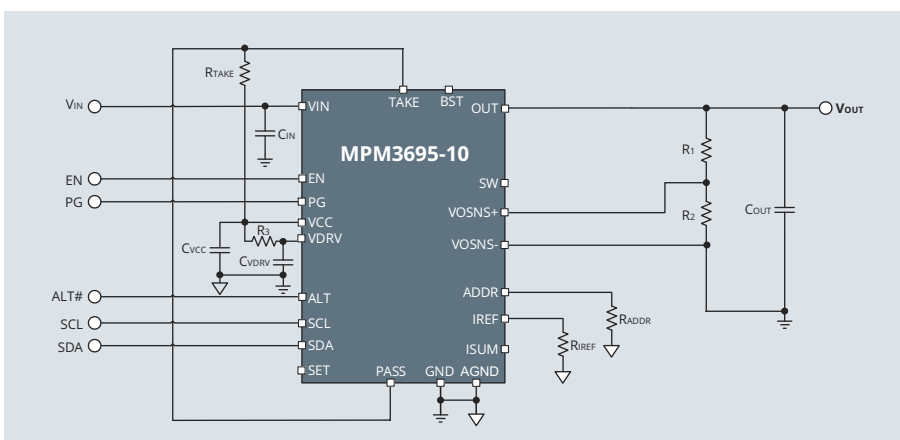 RTAKE
VIN
VIN
TAKE
BST
OUT
VOUT
CIN
MPM3695-10
R1
EN
EN
SW
PG
PG
VOSNS+
R2
COUT
VCC
R3
VDRV
CVCC
CVDRV
VOSNS-
ALT#
ALT
ADDR
RADDR
SCL
SCL
IREF
RIREF
SDA
SDA
ISUM
SET
PASS
GND
AGND